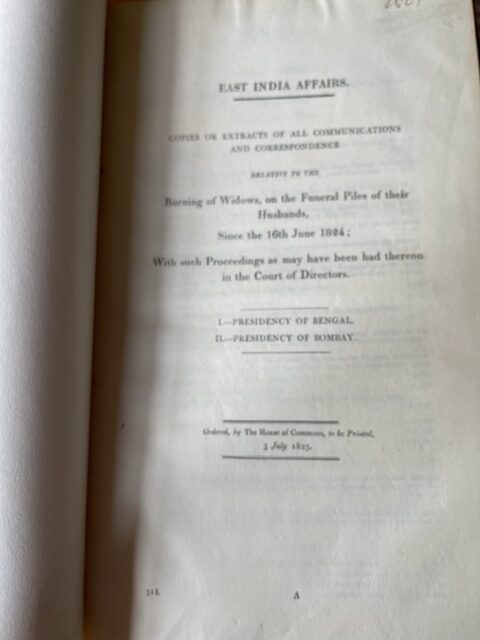 EAST INDIA AFFAIRS.
COPIES OR EXTRACTS OF ALL COMMUNICATIONS
AND CORRESPONDENCE
RELATIVE TO THE
Burning of Widows, on the Funeral Piles of their
Husbands,
Since the 16th June 1824;
With such Proceedings as may have been had thereon
in the Court of Directors.
I.—PRESIDENCY OF BENGAL.
II.—PRESIDENCY OF BOMBAY.
Ordered, by The House of Commons, to be Printed,
5 July 1825.
518.
A